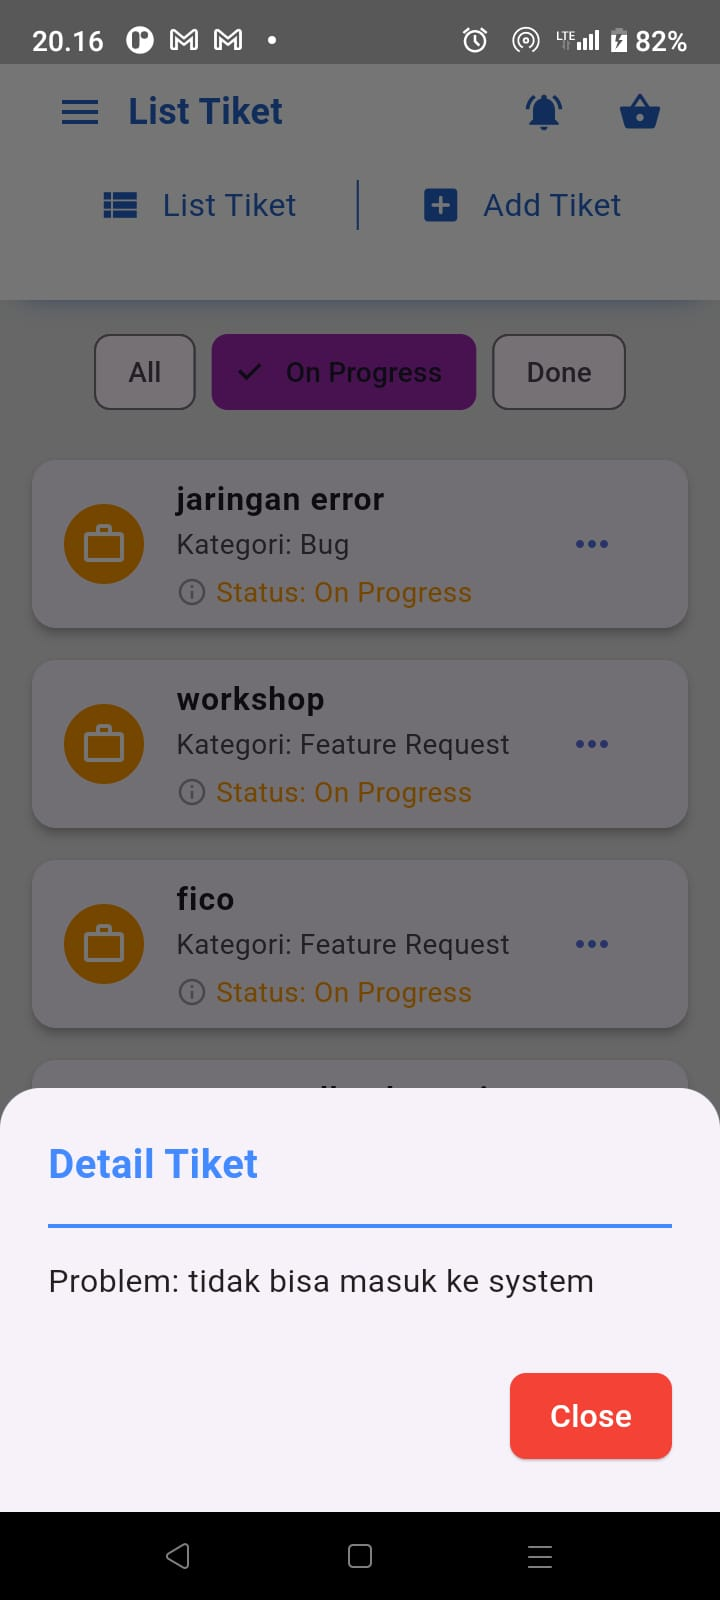 20.16
LTE
82%
List Tiket
List Tiket
Add Tiket
All
On Progress
Done
jaringan error
Kategori: Bug
Status: On Progress
workshop
Kategori: Feature Request
Status: On Progress
fico
Kategori: Feature Request
Status: On Progress
Detail Tiket
Problem: tidak bisa masuk ke system
Close